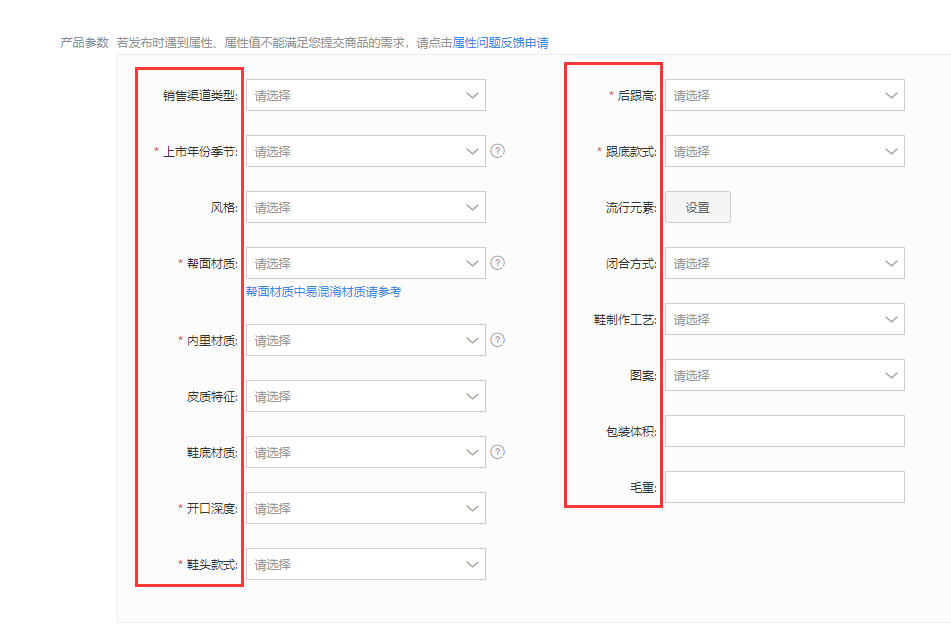 产品参数 若发布时遇到属性、属性值不能满足您提交商品的需求，请点击属性问题反馈申请
销售渠道类型: 请选择
* 后跟高: 请选择
* 上市年份季节: 请选择 ?
* 跟底款式: 请选择
风格: 请选择
流行元素: 设置
* 帮面材质: 请选择 ?
闭合方式: 请选择
帮面材质中易混淆材质请参考
鞋制作工艺: 请选择
* 内里材质: 请选择 ?
图案: 请选择
皮质特征: 请选择
包装体积:
鞋底材质: 请选择 ?
毛重:
* 开口深度: 请选择
* 鞋头款式: 请选择